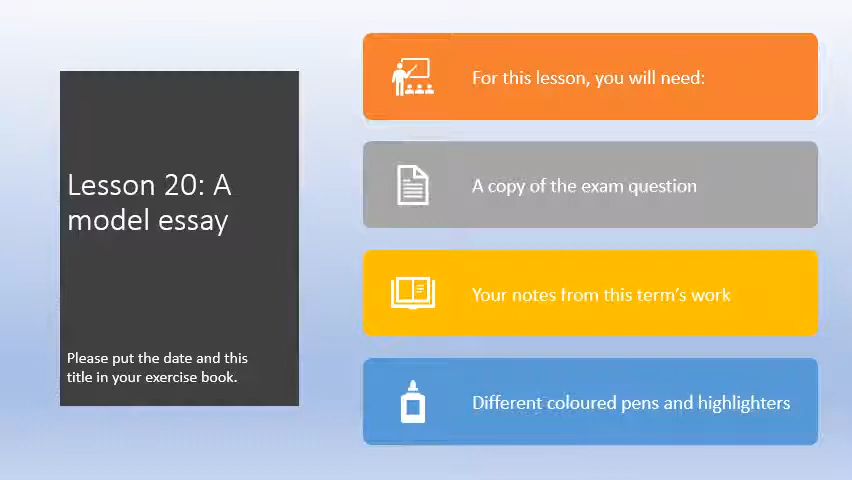 Lesson 20: A
model essay
Please put the date and this
title in your exercise book.
For this lesson, you will need:
A copy of the exam question
Your notes from this term's work
Different coloured pens and highlighters